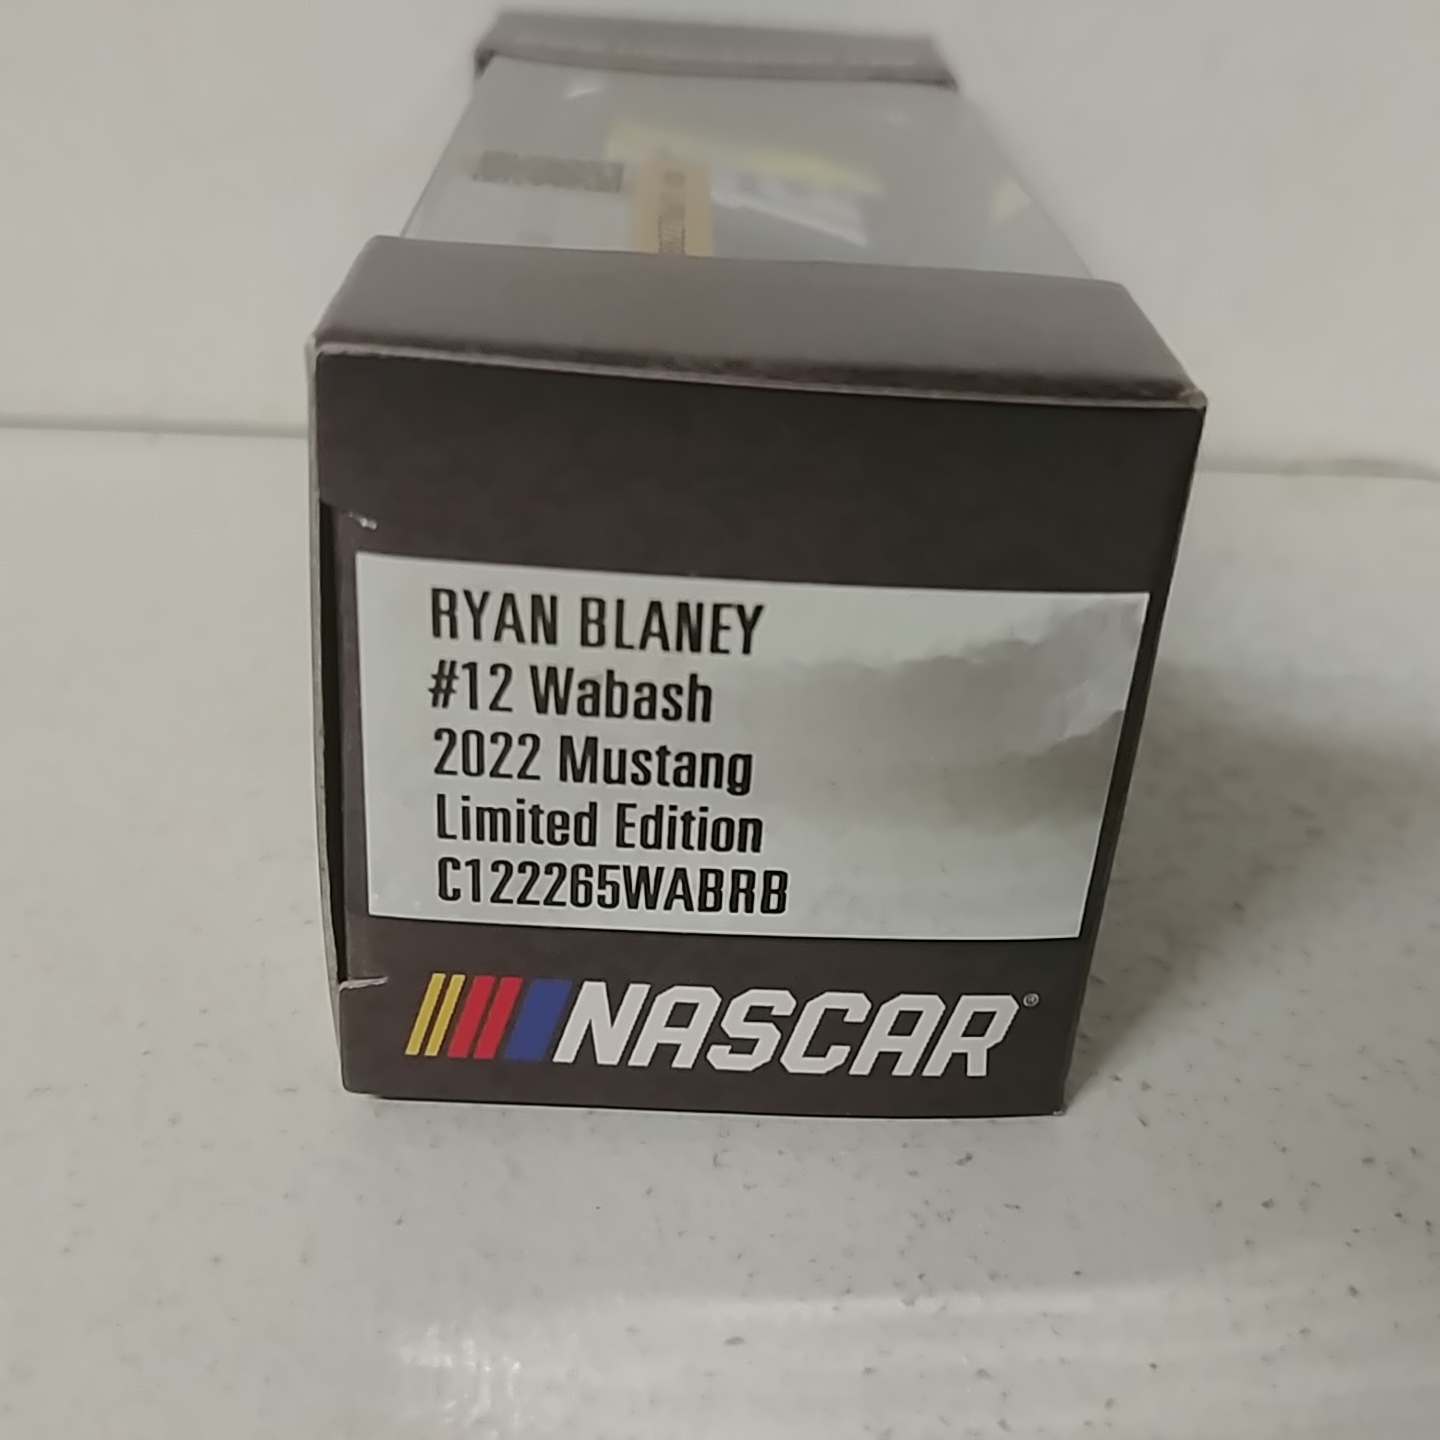 RYAN BLANEY
#12 Wabash
2022 Mustang
Limited Edition
C122265WABRB
NASCAR®